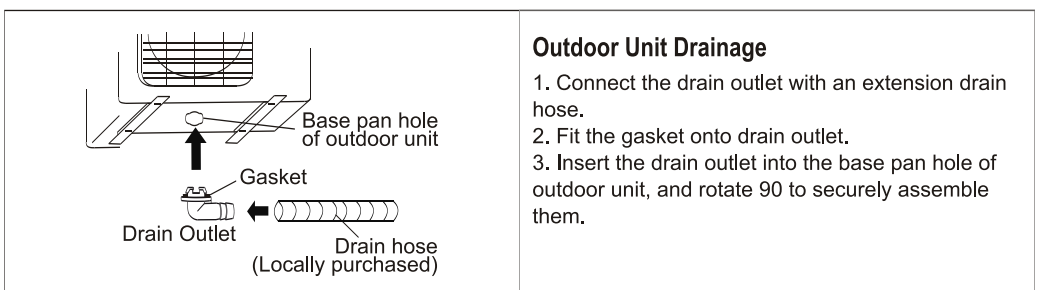 Base pan hole
of outdoor unit
Gasket
Drain Outlet
Drain hose
(Locally purchased)
Outdoor Unit Drainage
1. Connect the drain outlet with an extension drain
hose.
2. Fit the gasket onto drain outlet.
3. Insert the drain outlet into the base pan hole of
outdoor unit, and rotate 90 to securely assemble
them.